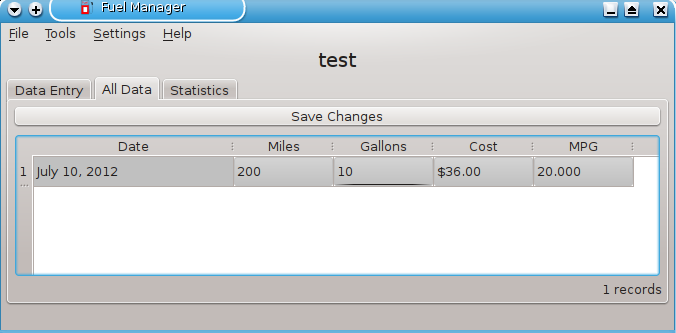 Fuel Manager
File Tools Settings Help
test
Data Entry All Data Statistics
Save Changes
Date Miles Gallons Cost MPG
1 July 10, 2012 200 10 $36.00 20.000
1 records